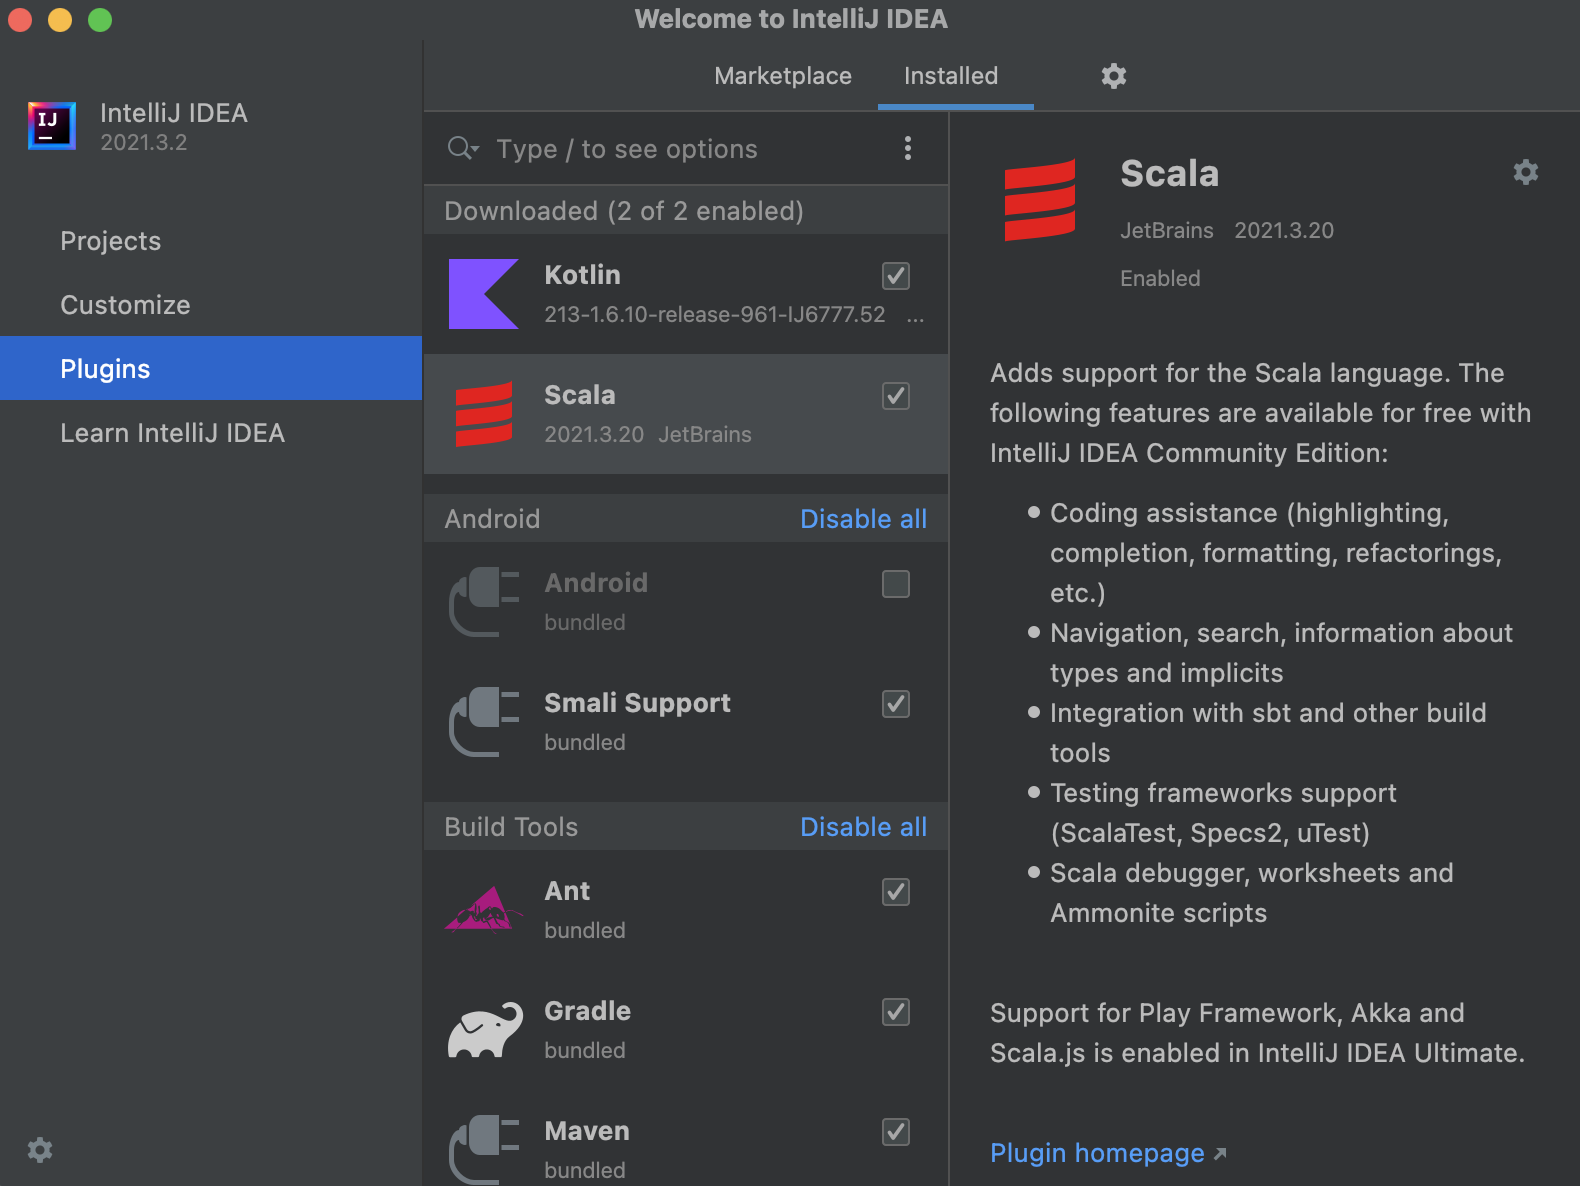 Welcome to IntelliJ IDEA
IJ
IntelliJ IDEA
2021.3.2
Projects
Customize
Plugins
Learn IntelliJ IDEA
Marketplace
Installed
Type / to see options
Downloaded (2 of 2 enabled)
Kotlin
213-1.6.10-release-961-IJ6777.52 ...
Scala
2021.3.20 JetBrains
Android
Disable all
Android
bundled
Smali Support
bundled
Build Tools
Disable all
Ant
bundled
Gradle
bundled
Maven
bundled
Scala
JetBrains 2021.3.20
Enabled
Adds support for the Scala language. The
following features are available for free with
IntelliJ IDEA Community Edition:
• Coding assistance (highlighting,
completion, formatting, refactorings,
etc.)
• Navigation, search, information about
types and implicits
• Integration with sbt and other build
tools
• Testing frameworks support
(ScalaTest, Specs2, uTest)
• Scala debugger, worksheets and
Ammonite scripts
Support for Play Framework, Akka and
Scala.js is enabled in IntelliJ IDEA Ultimate.
Plugin homepage ↗